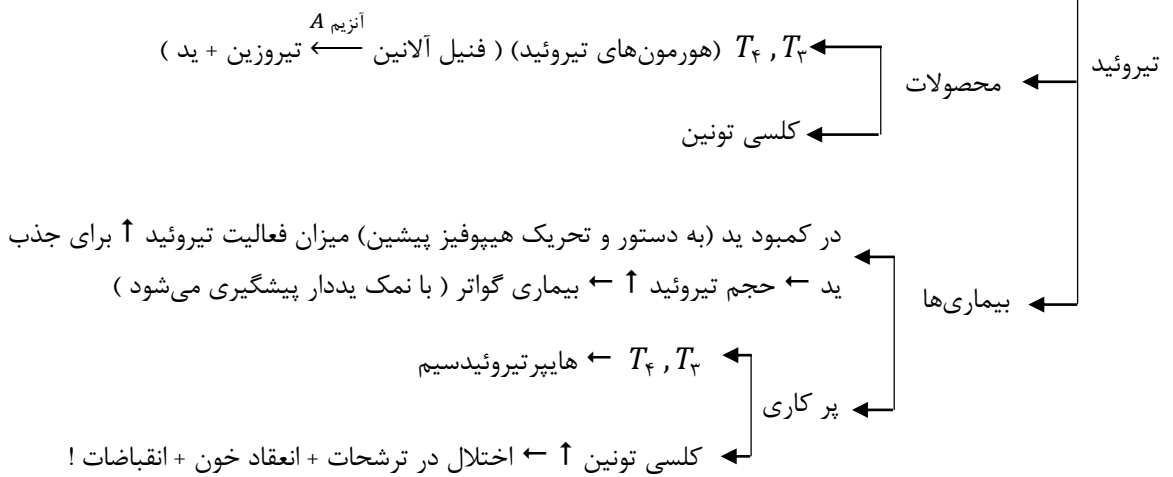 تیروئید
محصولات
T۴ , T۳ (هورمون‌های تیروئید) ( فنیل آلانین ⟵ آنزیم A تیروزین + ید )
کلسی تونین
بیماری‌ها
در کمبود ید (به دستور و تحریک هیپوفیز پیشین) میزان فعالیت تیروئید ↑ برای جذب
ید ← حجم تیروئید ↑ ← بیماری گواتر ( با نمک یددار پیشگیری می‌شود )
پر کاری
T۴ , T۳ ← هایپرتیروئیدسیم
کلسی تونین ↑ ← اختلال در ترشحات + انعقاد خون + انقباضات !